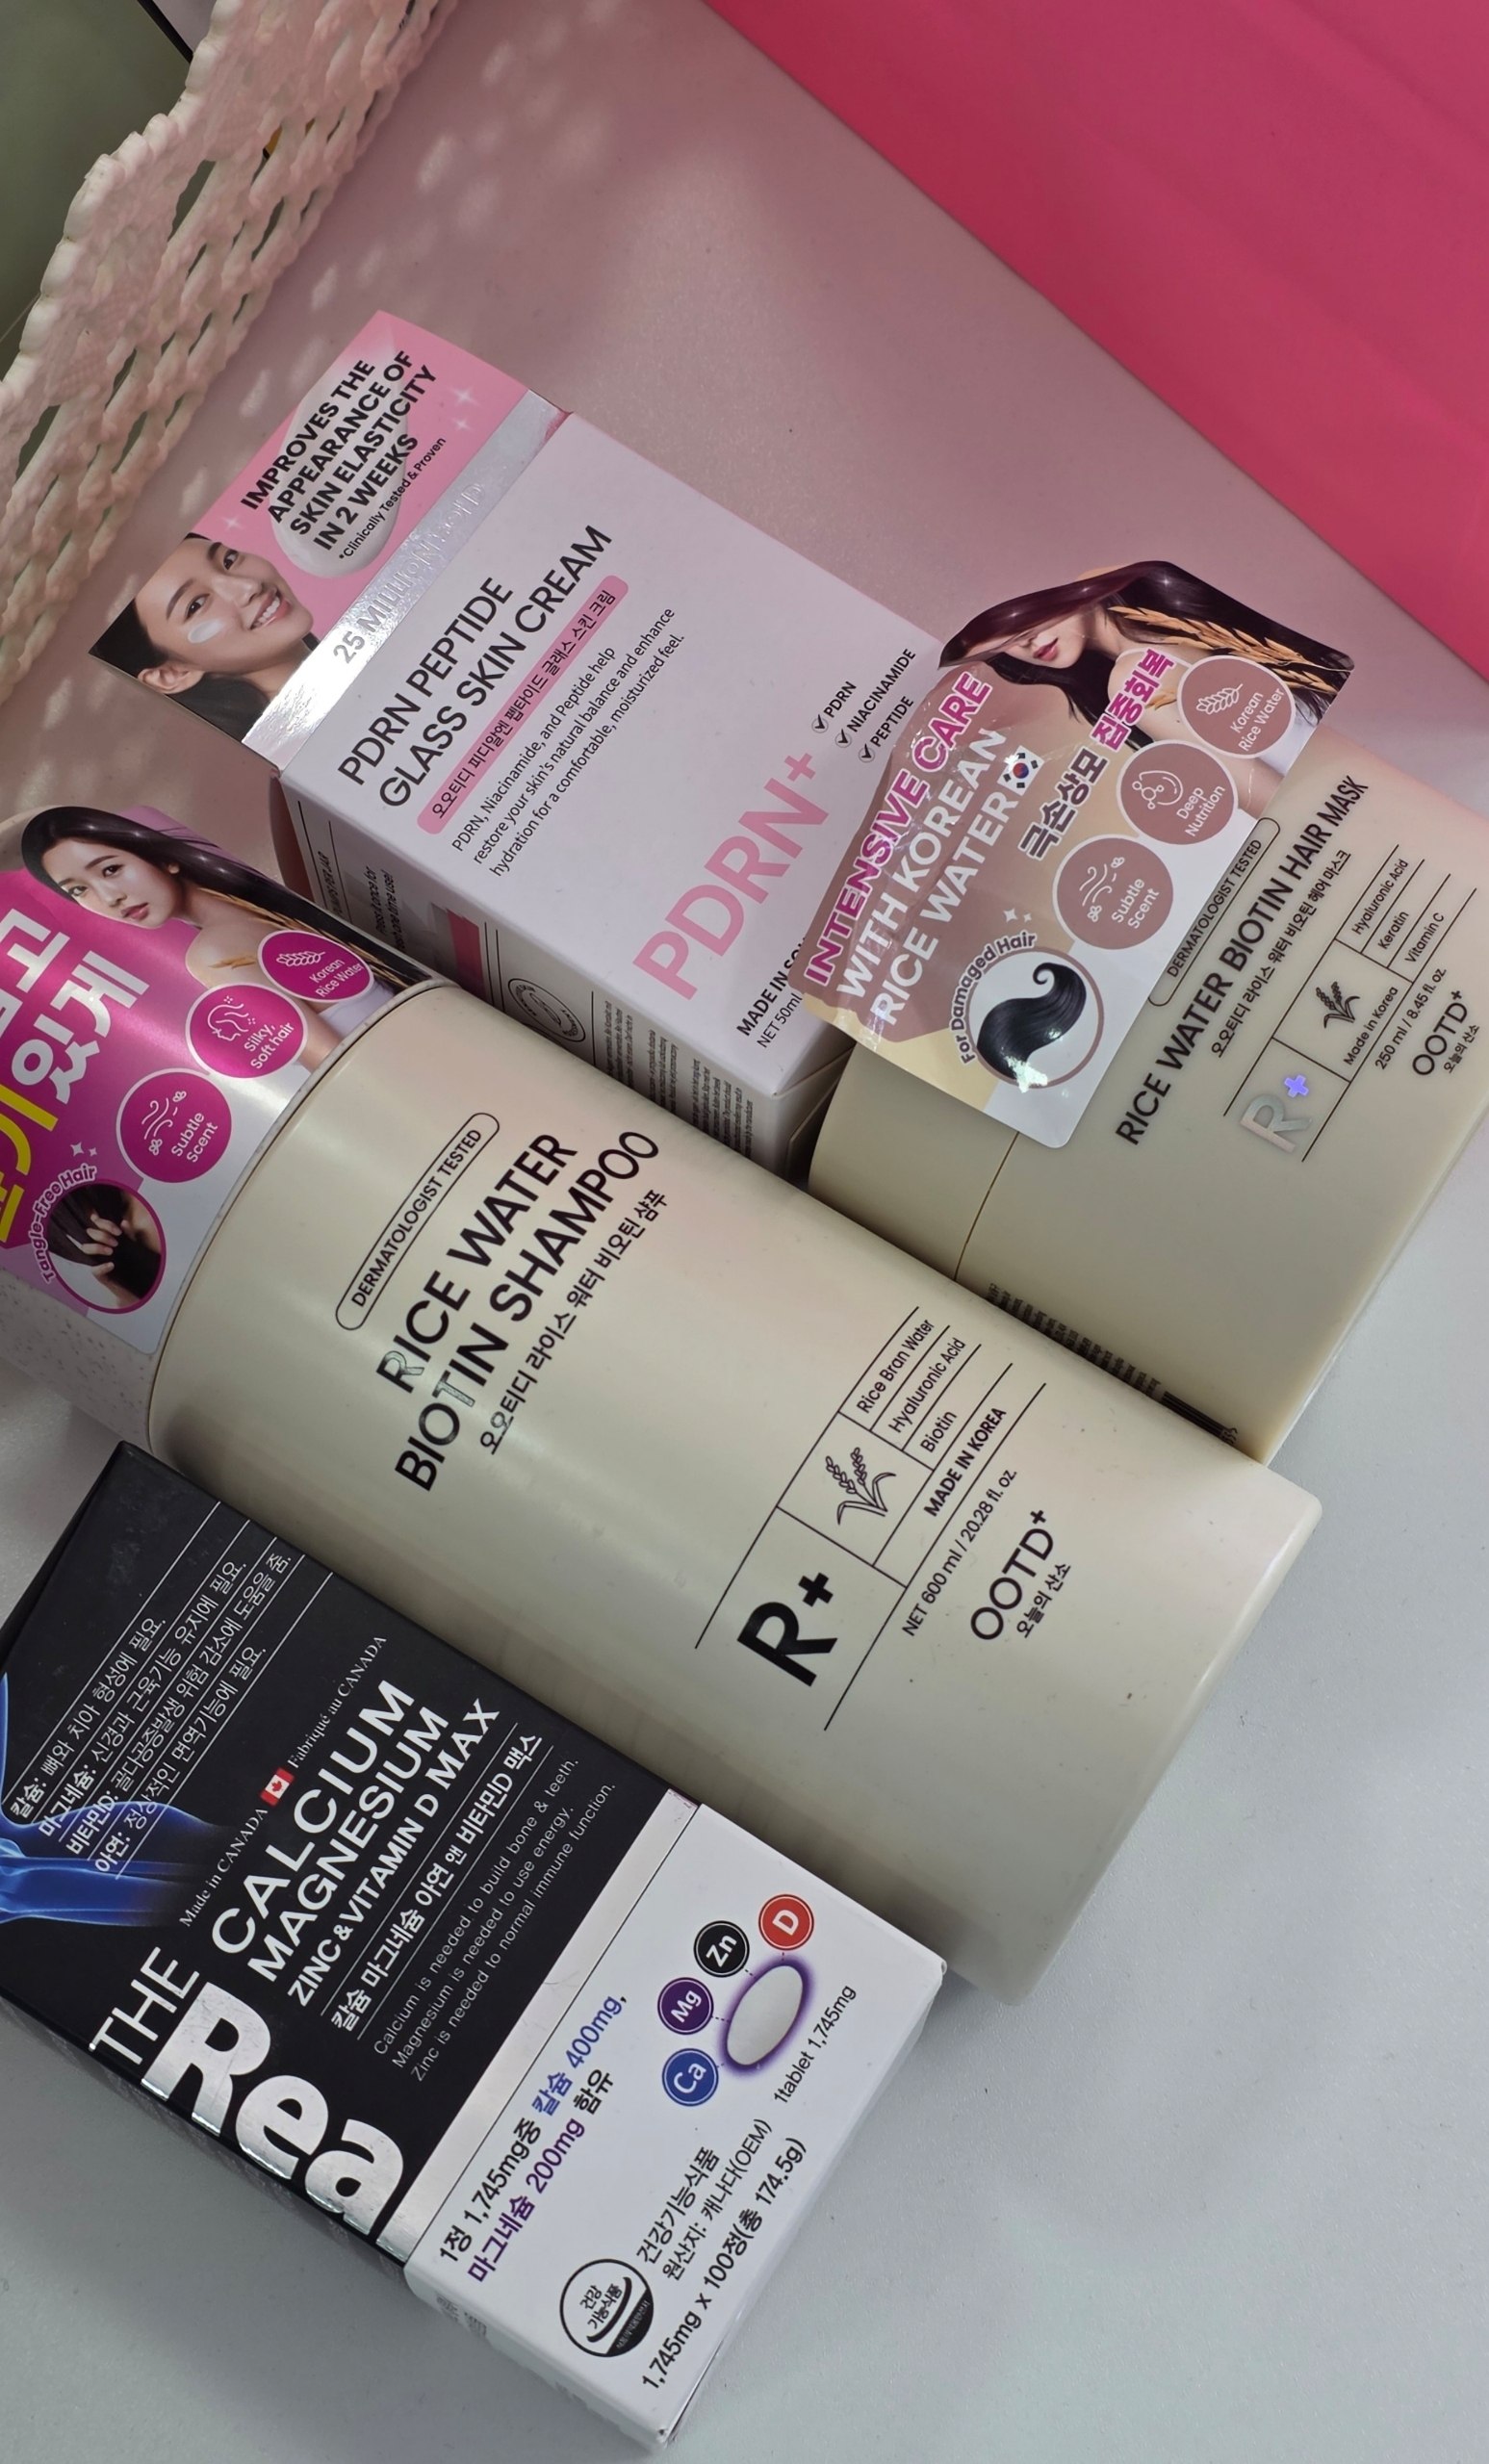 IMPROVES THE
APPEARANCE OF
SKIN ELASTICITY
IN 2 WEEKS
*Clinically Tested & Proven
25 MILLION
PDRN PEPTIDE
GLASS SKIN CREAM
오오티디 피디알엔 펩타이드 글래스 스킨 크림
PDRN, Niacinamide, and Peptide help
restore your skin's natural balance and enhance
hydration for a comfortable, moisturized feel.
PDRN
NIACINAMIDE
PEPTIDE
PDRN+
MADE IN
NET 50ml
INTENSIVE CARE
WITH KOREAN
RICE WATER
극손상모 집중회복
Korean
Rice Water
Deep
Nutrition
Subtle
Scent
For Damaged Hair
DERMATOLOGIST TESTED
RICE WATER BIOTIN HAIR MASK
오오티디 라이스 워터 비오틴 헤어 마스크
Hyaluronic Acid
Keratin
Vitamin C
R+
Made in Korea
250 ml / 8.45 fl. oz.
OOTD+
오늘의 산소
있게
Korean
Rice Water
Silky,
Soft hair
Subtle
Scent
Tangle-free Hair
DERMATOLOGIST TESTED
RICE WATER
BIOTIN SHAMPOO
오오티디 라이스 워터 비오틴 샴푸
Rice Bran Water
Hyaluronic Acid
Biotin
R+
MADE IN KOREA
NET 600 ml / 20.28 fl. oz.
OOTD+
오늘의 산소
칼슘: 뼈와 치아 형성에 필요.
마그네슘: 신경과 근육기능 유지에 필요.
비타민D: 골다공증발생 위험 감소에 도움을 줌.
아연: 정상적인 면역기능에 필요.
Made in CANADA Fabriqué au CANADA
THE
Rea
CALCIUM
MAGNESIUM
ZINC & VITAMIN D MAX
칼슘 마그네슘 아연 앤 비타민D 맥스
Calcium is needed to build bone & teeth.
Magnesium is needed to use energy.
Zinc is needed to normal immune function.
1정 1,745mg중 칼슘 400mg,
마그네슘 200mg 함유
Ca
Mg
Zn
D
1tablet 1,745mg
건강
기능식품
건강기능식품
원산지: 캐나다(OEM)
1,745mg x 100정(총 174.5g)